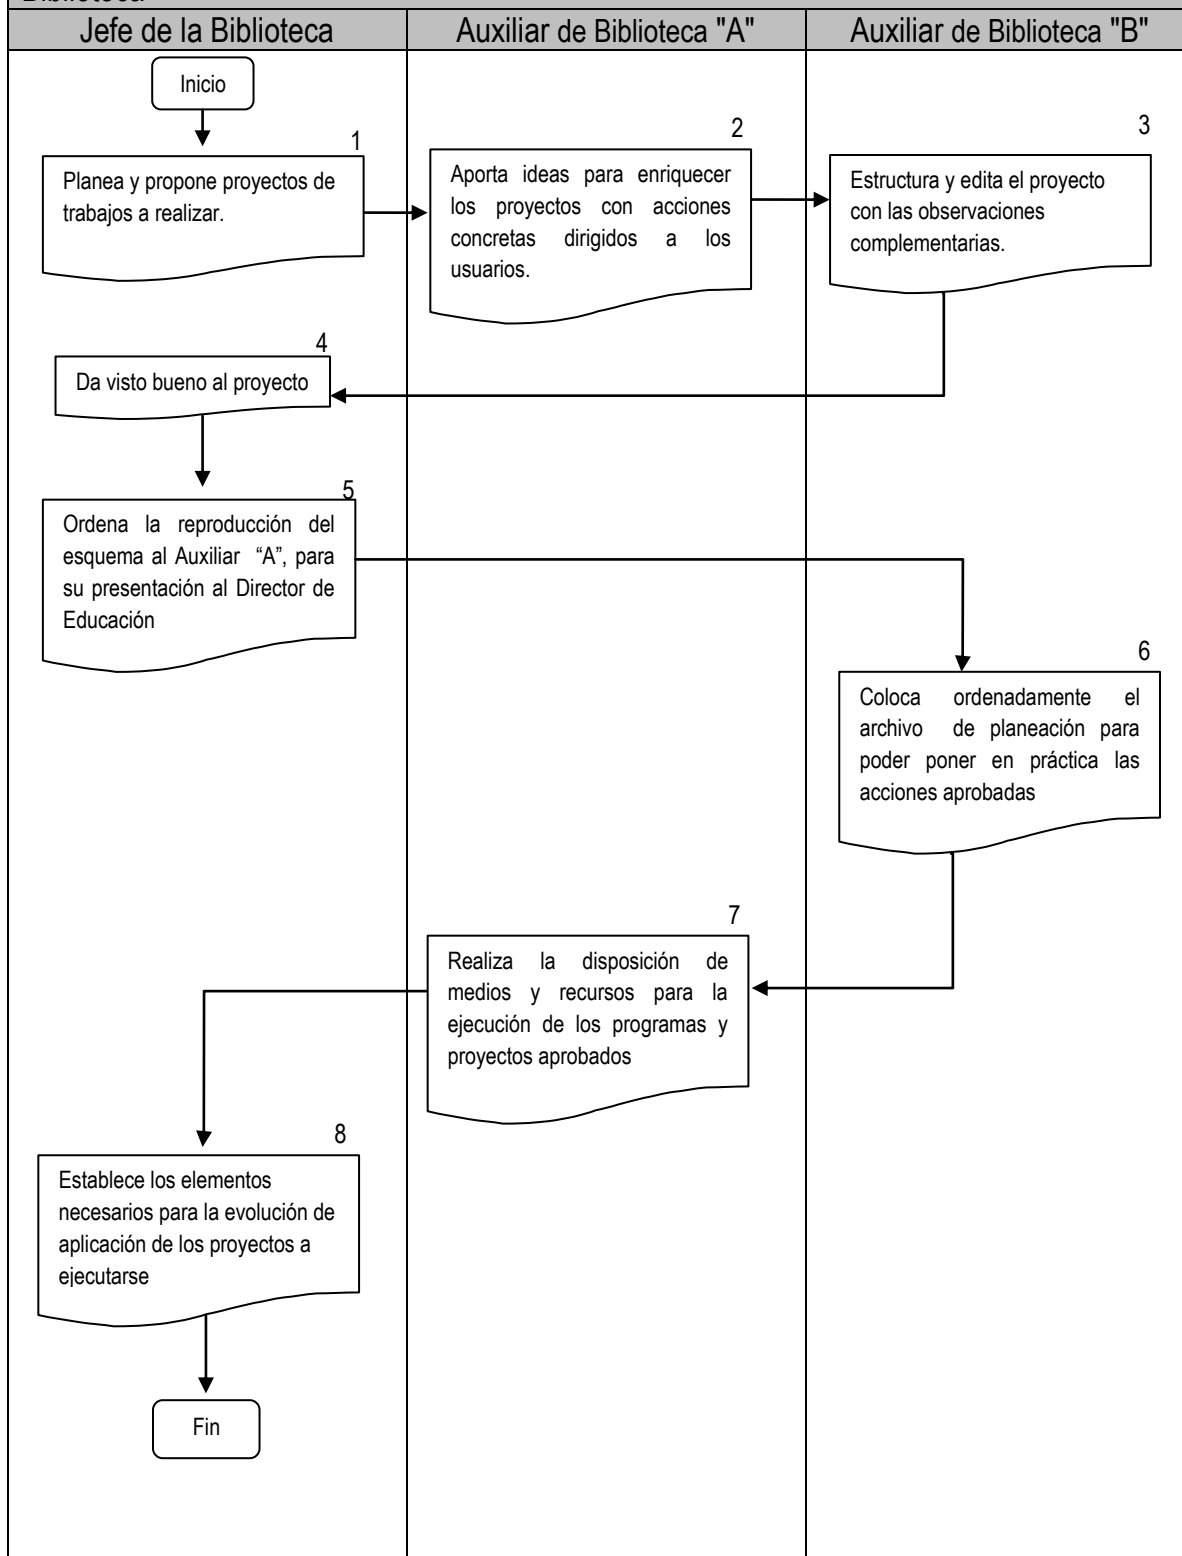 Biblioteca
Jefe de la Biblioteca
Auxiliar de Biblioteca "A"
Auxiliar de Biblioteca "B"
Inicio
1
Planea y propone proyectos de
trabajos a realizar.
2
Aporta ideas para enriquecer
los proyectos con acciones
concretas dirigidos a los
usuarios.
3
Estructura y edita el proyecto
con las observaciones
complementarias.
4
Da visto bueno al proyecto
5
Ordena la reproducción del
esquema al Auxiliar “A”, para
su presentación al Director de
Educación
6
Coloca ordenadamente el
archivo de planeación para
poder poner en práctica las
acciones aprobadas
7
Realiza la disposición de
medios y recursos para la
ejecución de los programas y
proyectos aprobados
8
Establece los elementos
necesarios para la evolución de
aplicación de los proyectos a
ejecutarse
Fin